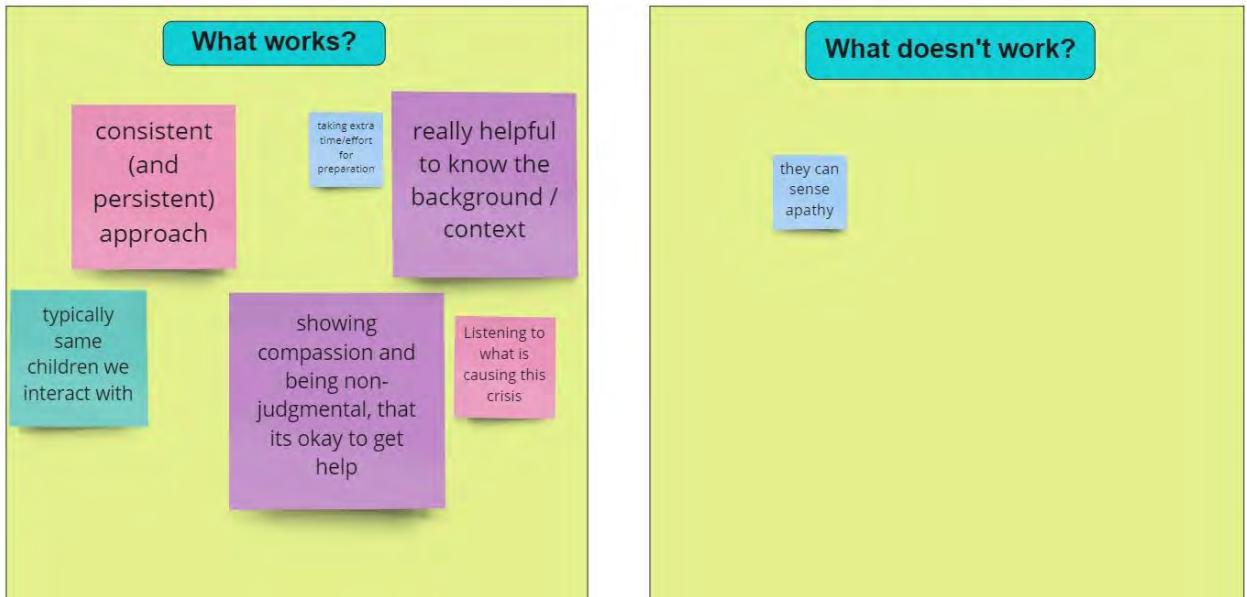 What works?
consistent
(and
persistent)
approach
taking extra
time/effort
for
preparation
really helpful
to know the
background /
context
typically
same
children we
interact with
showing
compassion and
being non-
judgmental, that
its okay to get
help
Listening to
what is
causing this
crisis
What doesn't work?
they can
sense
apathy